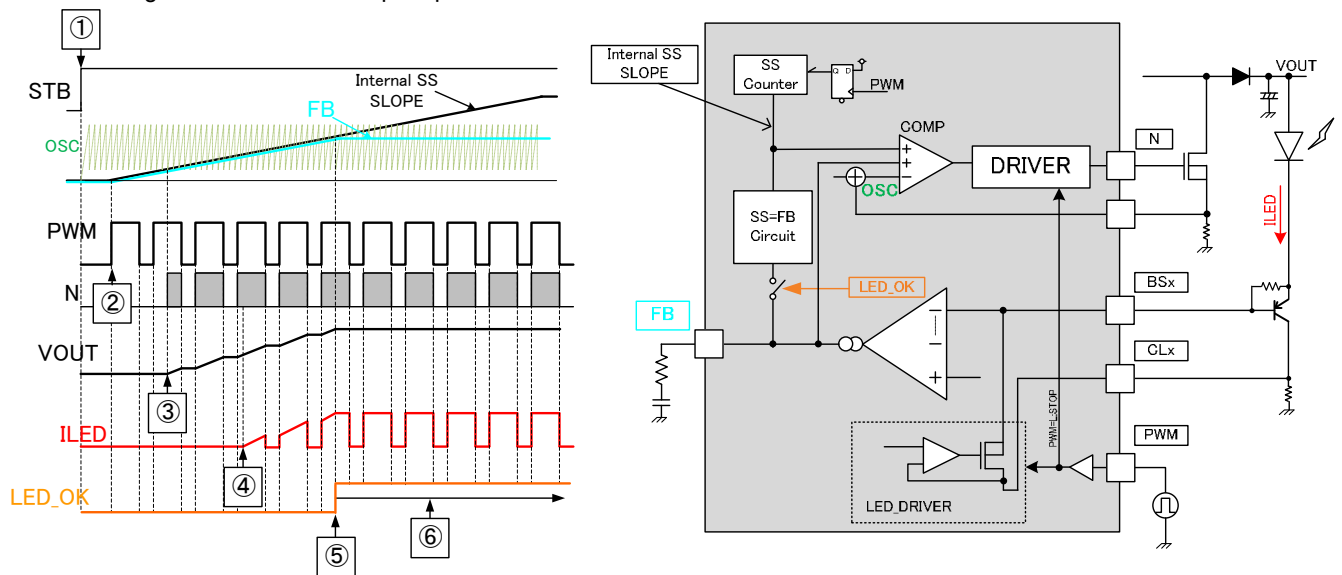 ①
STB
Internal SS
SLOPE
FB
OSC
PWM
②
N
VOUT
③
ILED
④
LED_OK
⑤
⑥
Internal SS
SLOPE
SS
Counter
Q
D
PWM
COMP
+
+
−
OSC
DRIVER
N
VOUT
ILED
SS=FB
Circuit
LED_OK
FB
−
−
+
BSx
CLx
PWM=L:STOP
PWM
LED_DRIVER